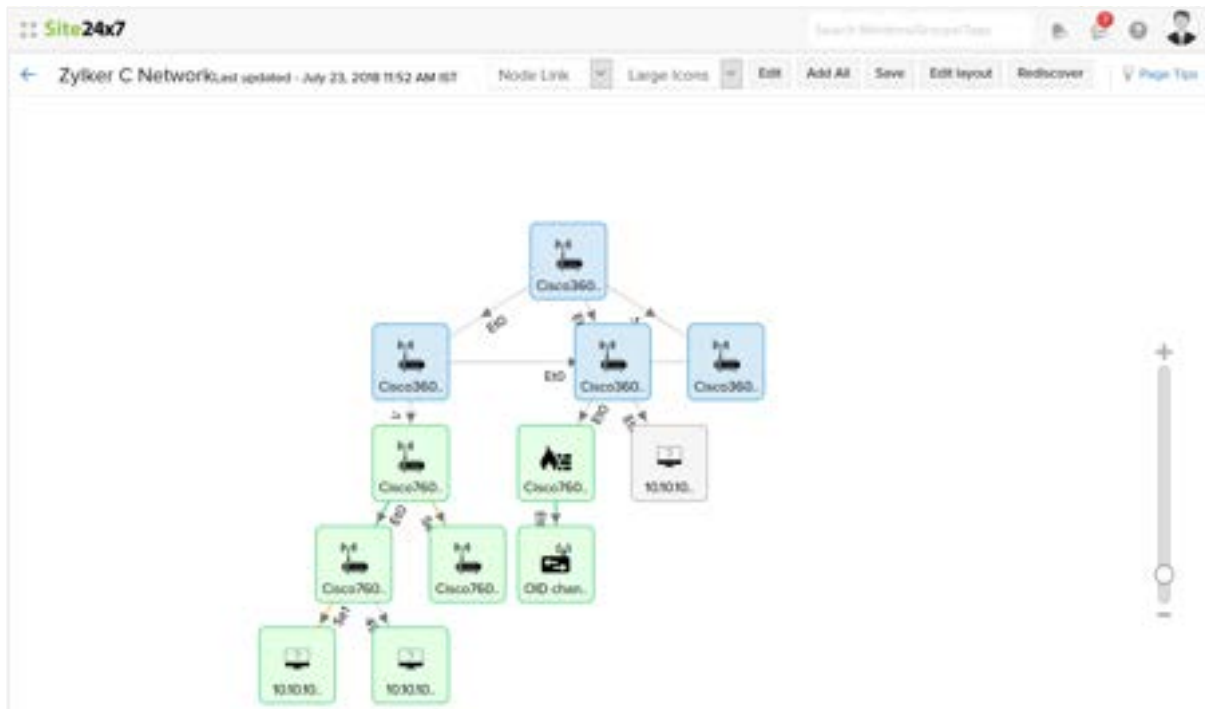 Site24x7
Zylker C Network Last updated - July 23, 2018 11:52 AM IST
Node Link
Large Icons
Edit
Add All
Save
Edit layout
Rediscover
Page Tips
Cisco360..
Et0
Cisco360..
Et0
Cisco360..
Cisco360..
Et0
Cisco760..
Cisco760..
10.10.10..
Et0
Cisco760..
Cisco760..
OID chan..
Se1
10.10.10..
10.10.10..